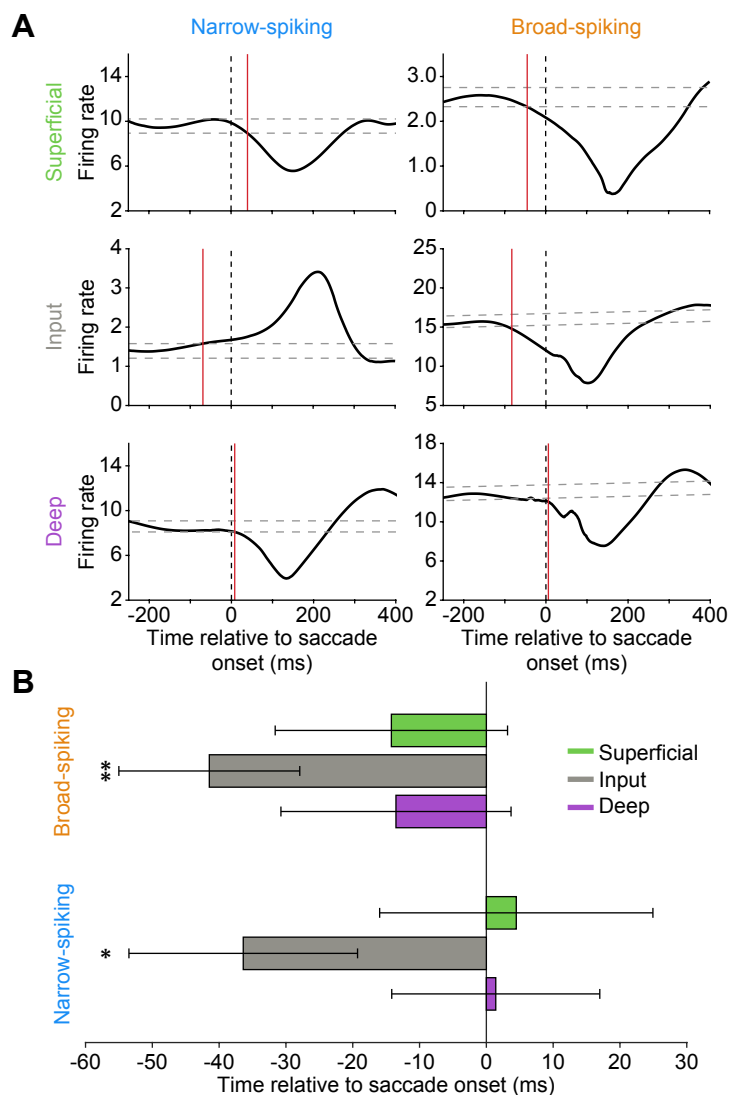 A
Narrow-spiking
Broad-spiking
Superficial
Firing rate
14
10
6
2
3.0
2.0
1.0
0
Input
Firing rate
4
3
2
1
0
25
20
15
10
5
Deep
Firing rate
14
10
6
2
18
14
10
6
2
-200 0 200 400
-200 0 200 400
Time relative to saccade
onset (ms)
Time relative to saccade
onset (ms)
B
Broad-spiking
**
Superficial
Input
Deep
Narrow-spiking
*
-60 -50 -40 -30 -20 -10 0 10 20 30
Time relative to saccade onset (ms)